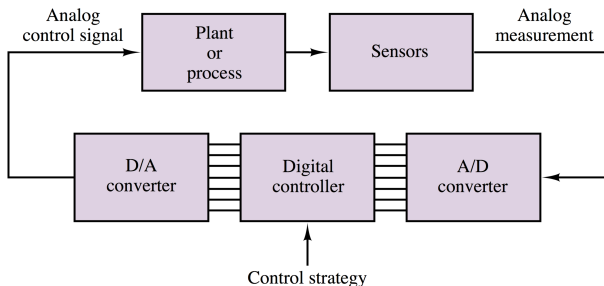 Analog
control signal
Plant
or
process
Sensors
Analog
measurement
D/A
converter
Digital
controller
A/D
converter
Control strategy